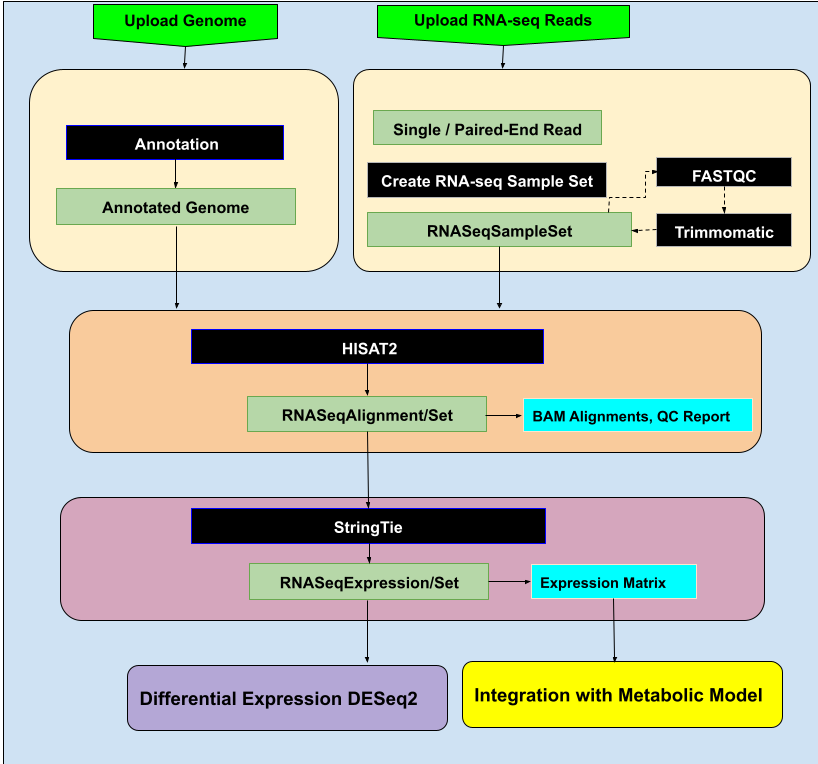 Upload Genome
Upload RNA-seq Reads
Annotation
Annotated Genome
Single / Paired-End Read
Create RNA-seq Sample Set
FASTQC
RNASeqSampleSet
Trimmomatic
HISAT2
RNASeqAlignment/Set
BAM Alignments, QC Report
StringTie
RNASeqExpression/Set
Expression Matrix
Differential Expression DESeq2
Integration with Metabolic Model